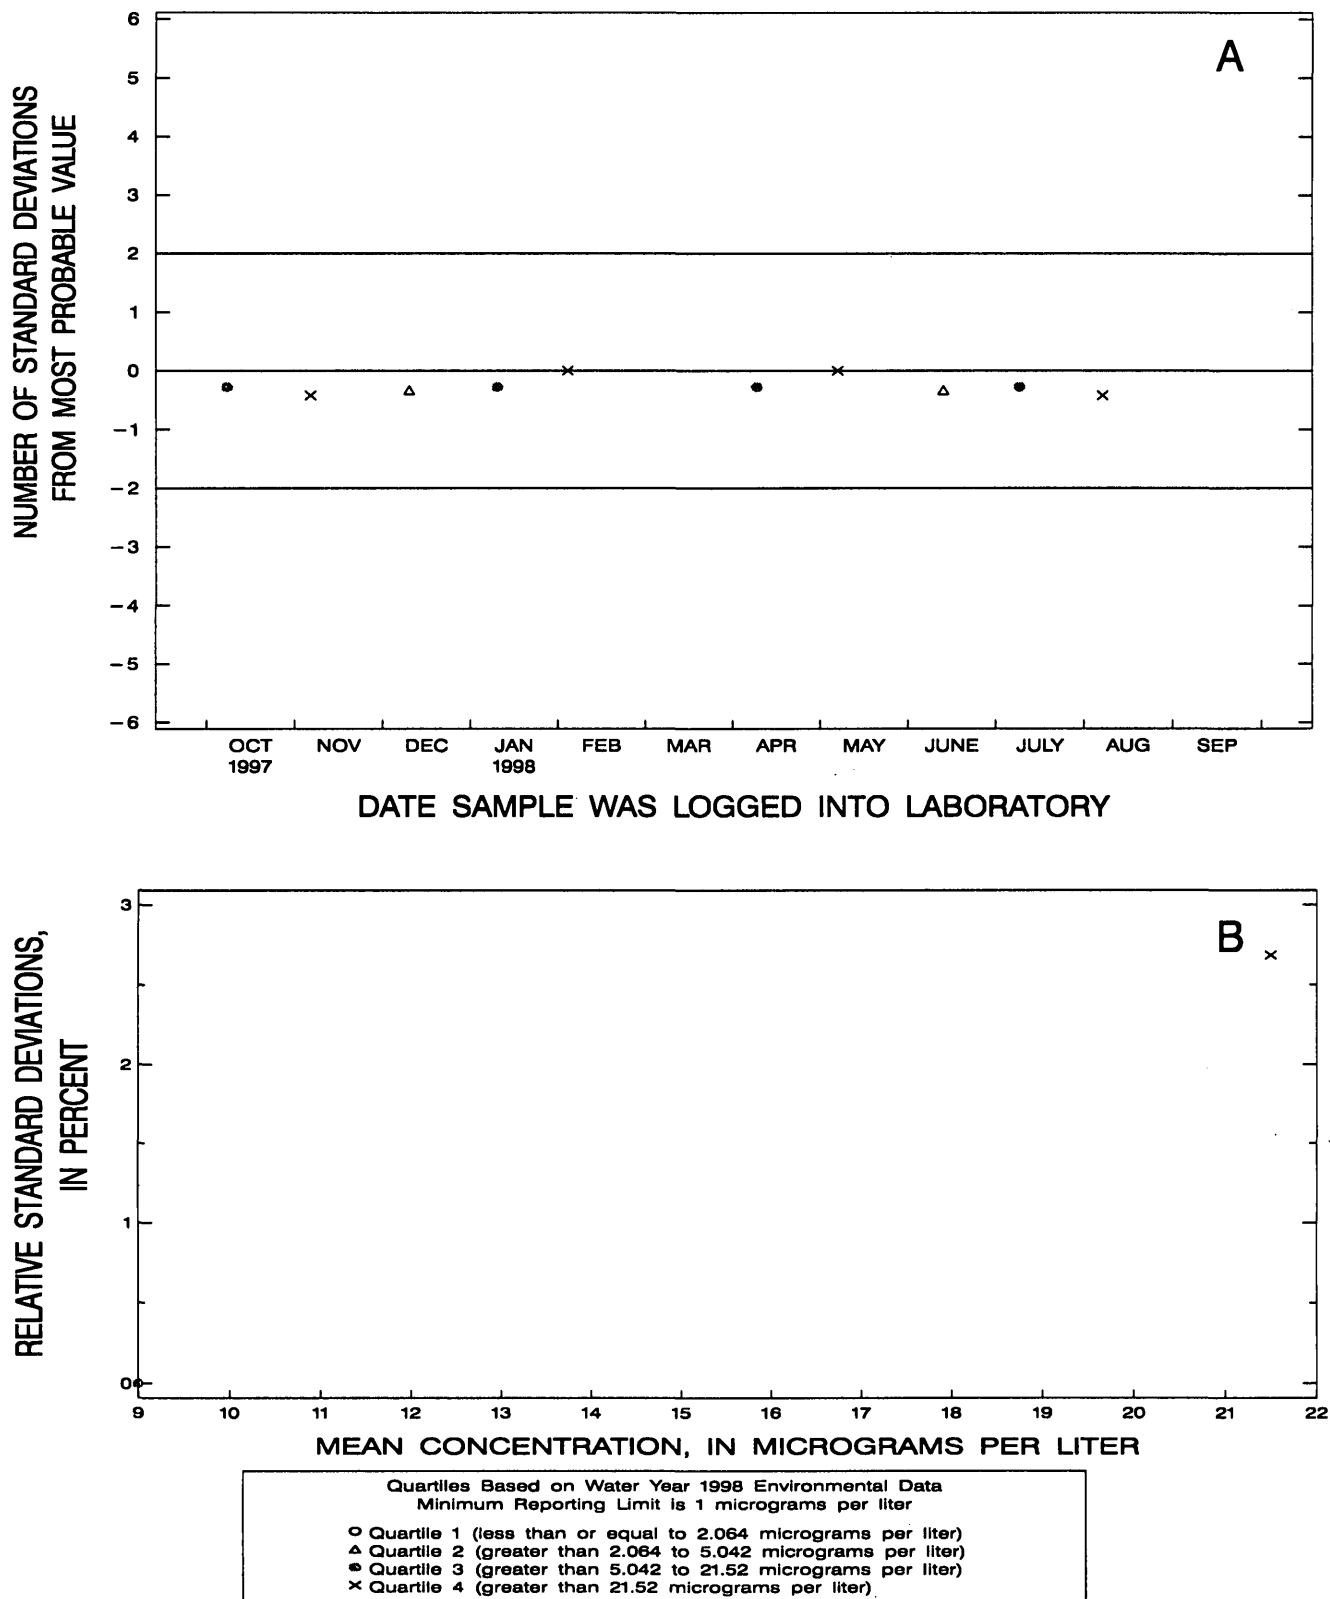 A
NUMBER OF STANDARD DEVIATIONS
FROM MOST PROBABLE VALUE
6
5
4
3
2
1
0
-1
-2
-3
-4
-5
-6
OCT NOV DEC JAN FEB MAR APR MAY JUNE JULY AUG SEP
1997 1998
DATE SAMPLE WAS LOGGED INTO LABORATORY
B
RELATIVE STANDARD DEVIATIONS,
IN PERCENT
3
2
1
0
9 10 11 12 13 14 15 16 17 18 19 20 21 22
MEAN CONCENTRATION, IN MICROGRAMS PER LITER
Quartiles Based on Water Year 1998 Environmental Data
Minimum Reporting Limit is 1 micrograms per liter
Quartile 1 (less than or equal to 2.064 micrograms per liter)
Quartile 2 (greater than 2.064 to 5.042 micrograms per liter)
Quartile 3 (greater than 5.042 to 21.52 micrograms per liter)
Quartile 4 (greater than 21.52 micrograms per liter)